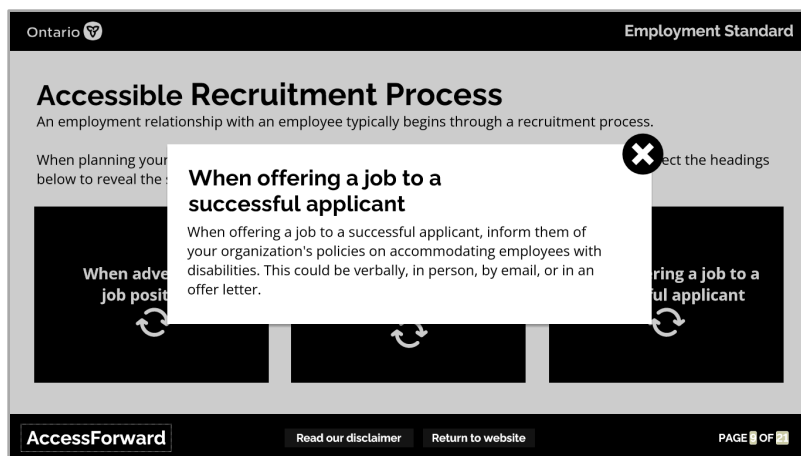 Ontario
Employment Standard
Accessible Recruitment Process
An employment relationship with an employee typically begins through a recruitment process.
When planning your
ect the headings
below to reveal the
When offering a job to a
successful applicant
When offering a job to a successful applicant, inform them of
your organization's policies on accommodating employees with
disabilities. This could be verbally, in person, by email, or in an
offer letter.
When adve
job posit
ring a job to a
ul applicant
AccessForward
Read our disclaimer
Return to website
PAGE 9 OF 21